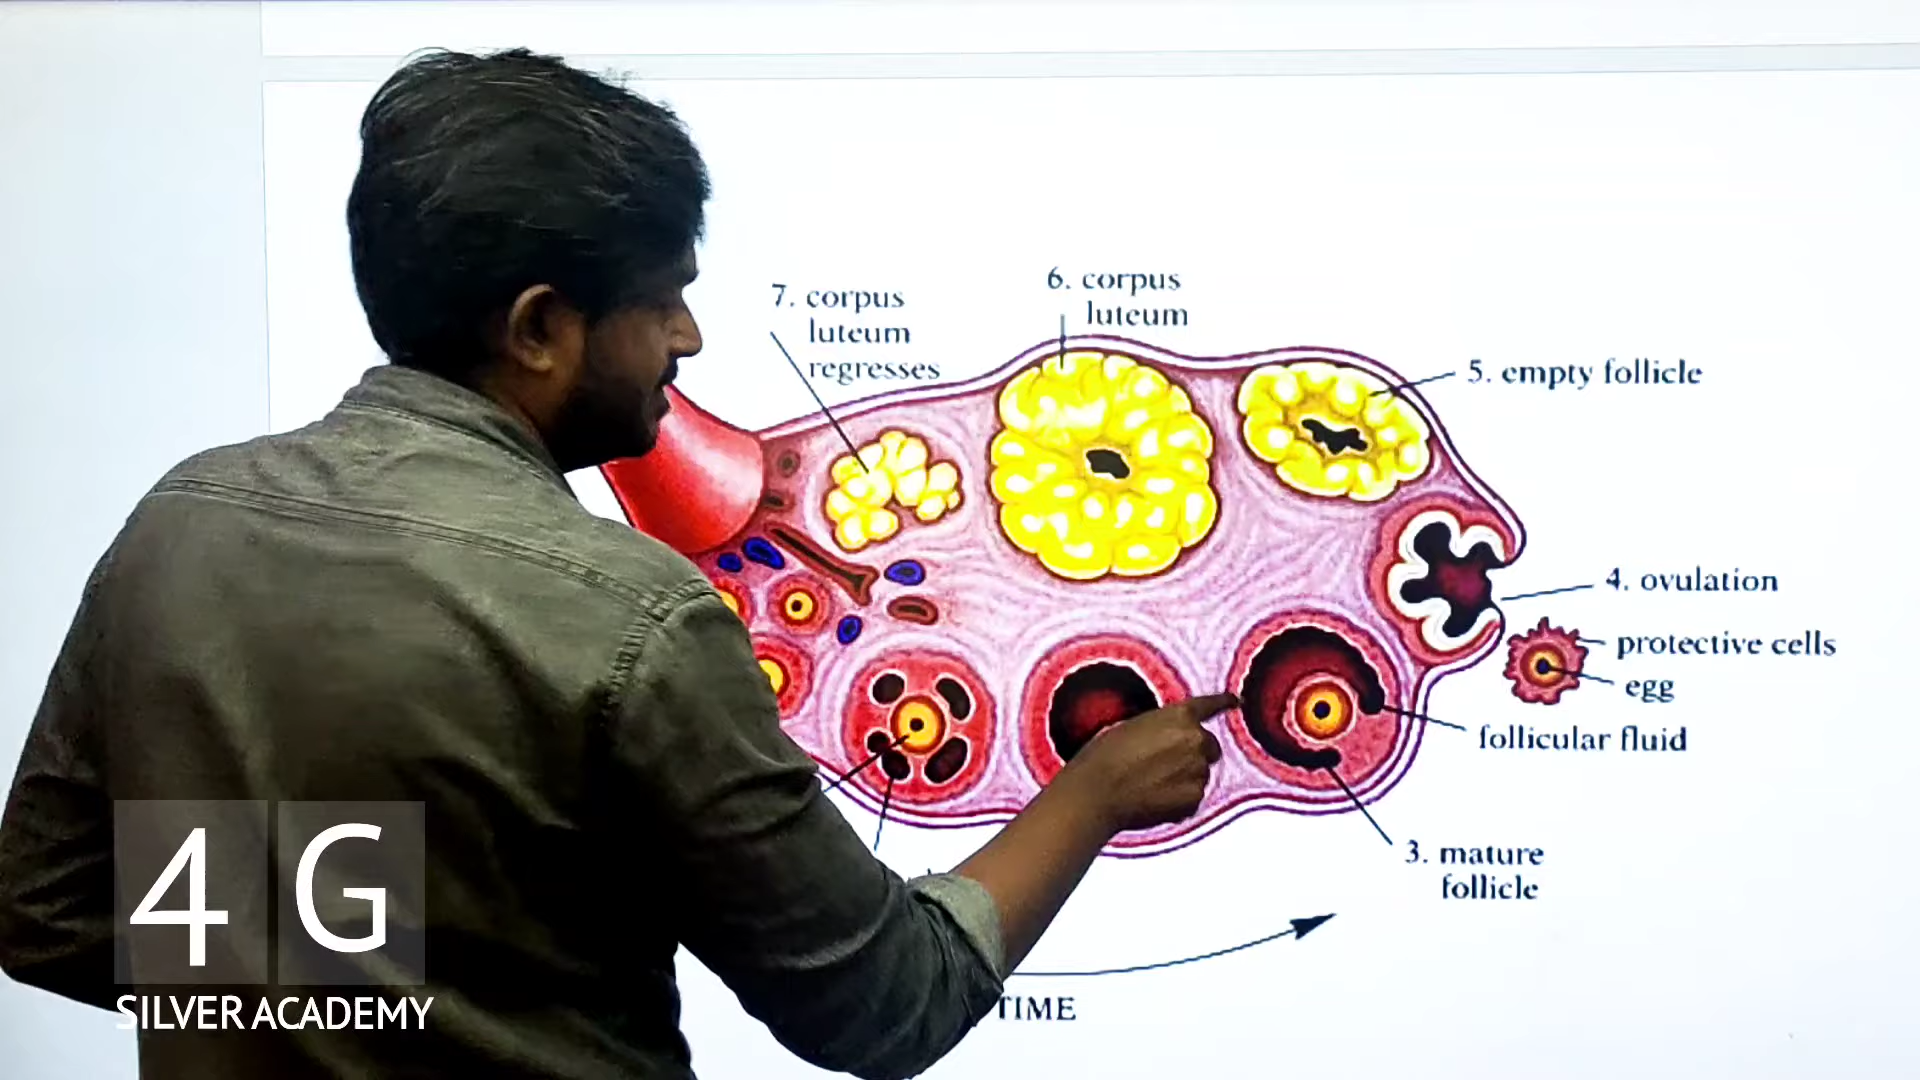 6. corpus
luteum
7. corpus
luteum
regresses
5. empty follicle
4. ovulation
protective cells
egg
follicular fluid
3. mature
follicle
TIME
4 G
SILVER ACADEMY